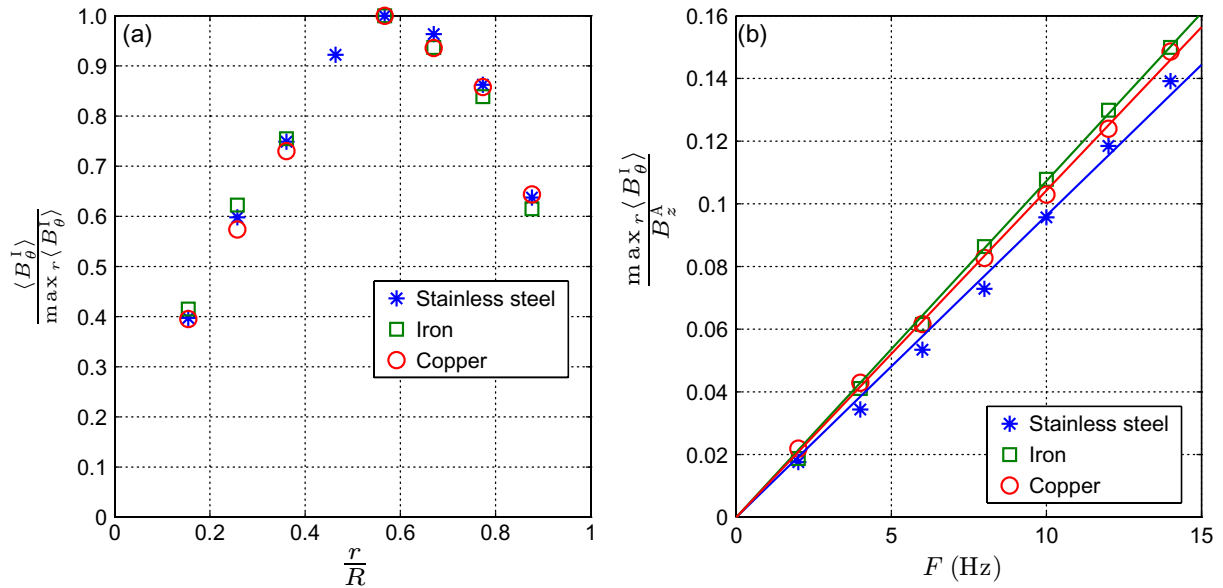 (a)
1.0
0.9
0.8
0.7
0.6
0.5
0.4
0.3
0.2
0.1
0
⟨B_θ^I⟩ / max_r⟨B_θ^I⟩
Stainless steel
Iron
Copper
0 0.2 0.4 0.6 0.8 1
r/R
(b)
0.16
0.14
0.12
0.1
0.08
0.06
0.04
0.02
0
max_r⟨B_θ^I⟩ / B_z^A
Stainless steel
Iron
Copper
0 5 10 15
F (Hz)